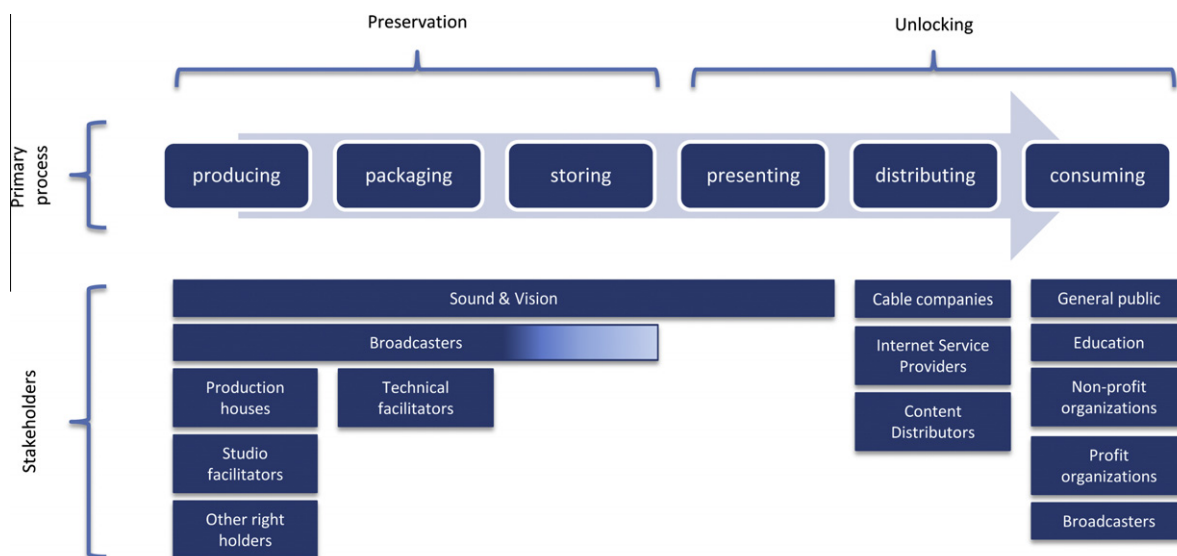 Preservation
Unlocking
Primary
process
producing
packaging
storing
presenting
distributing
consuming
Stakeholders
Sound & Vision
Cable companies
General public
Broadcasters
Internet Service
Providers
Education
Production
houses
Technical
facilitators
Content
Distributors
Non-profit
organizations
Studio
facilitators
Profit
organizations
Other right
holders
Broadcasters